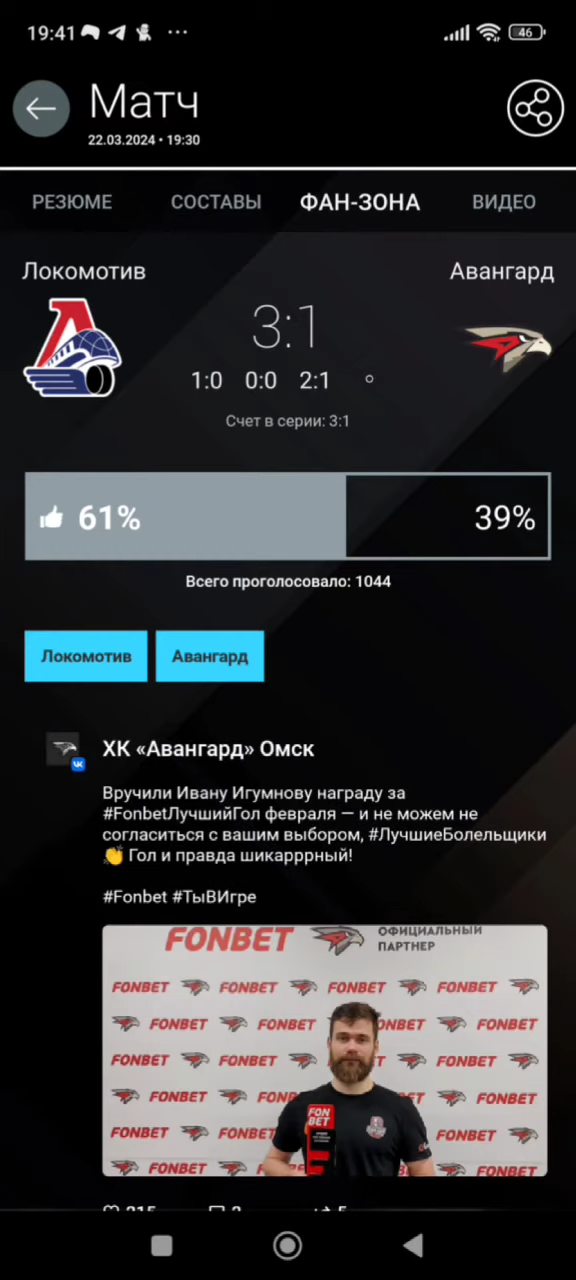 19:41
46
Матч
22.03.2024 • 19:30
РЕЗЮМЕ СОСТАВЫ ФАН-ЗОНА ВИДЕО
Локомотив
Авангард
3:1
1:0 0:0 2:1
Счет в серии: 3:1
61%
39%
Всего проголосовало: 1044
Локомотив
Авангард
ХК «Авангард» Омск
Вручили Ивану Игумнову награду за
#FonbetЛучшийГол февраля — и не можем не
согласиться с вашим выбором, #ЛучшиеБолельщики
👏 Гол и правда шикарррный!
#Fonbet #ТыВИгре
FONBET ОФИЦИАЛЬНЫЙ
ПАРТНЕР
FONBET FONBET FONBET FONBET
FONBET FONBET ONBET FONBET
FONBET FONBET FONBET
FONBET FONBET FONBET
FON
BET
FONBET FONBET FONBET
FONBET FONBET